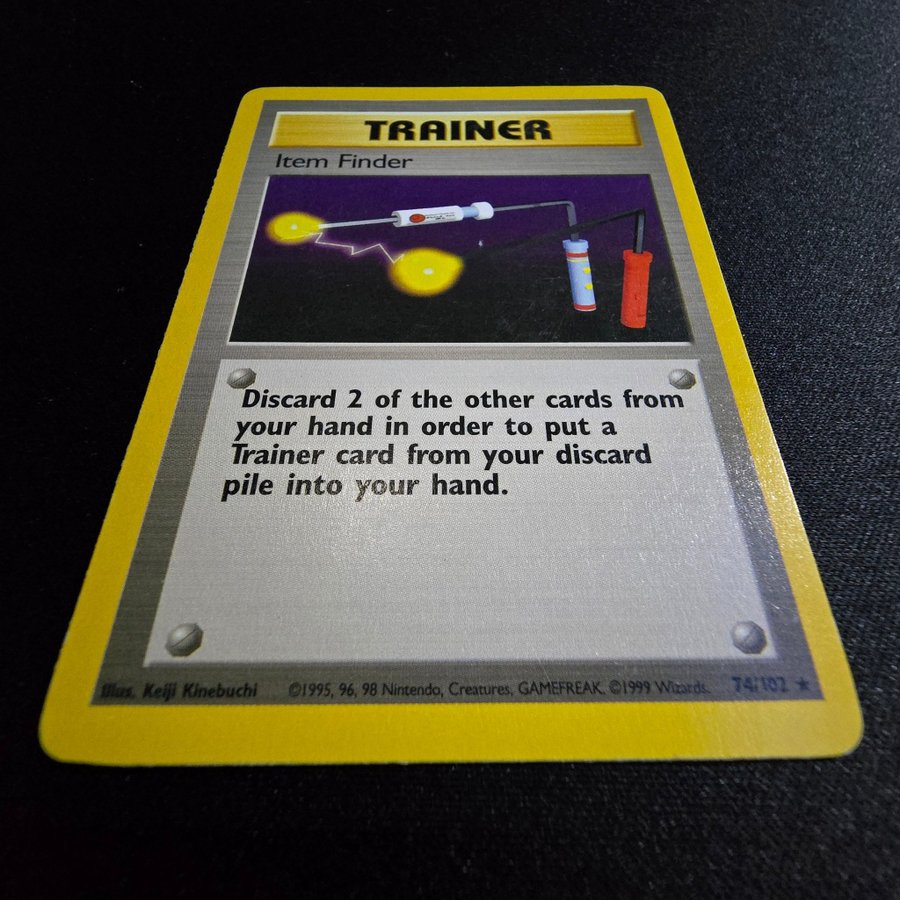 TRAINER
Item Finder
Discard 2 of the other cards from
your hand in order to put a
Trainer card from your discard
pile into your hand.
Illus. Keiji Kinebuchi ©1995, 96, 98 Nintendo, Creatures, GAMEFREAK. ©1999 Wizards. 74/102 ★